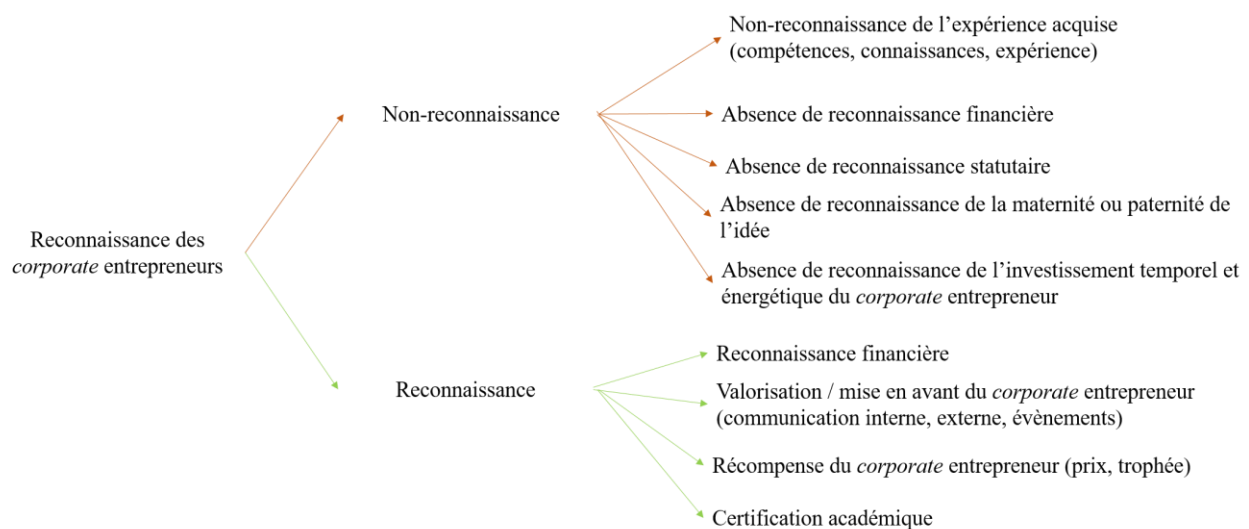 Reconnaissance des
corporate entrepreneurs
Non-reconnaissance
Non-reconnaissance de l’expérience acquise
(compétences, connaissances, expérience)
Absence de reconnaissance financière
Absence de reconnaissance statutaire
Absence de reconnaissance de la maternité ou paternité de
l’idée
Absence de reconnaissance de l’investissement temporel et
énergétique du corporate entrepreneur
Reconnaissance
Reconnaissance financière
Valorisation / mise en avant du corporate entrepreneur
(communication interne, externe, évènements)
Récompense du corporate entrepreneur (prix, trophée)
Certification académique